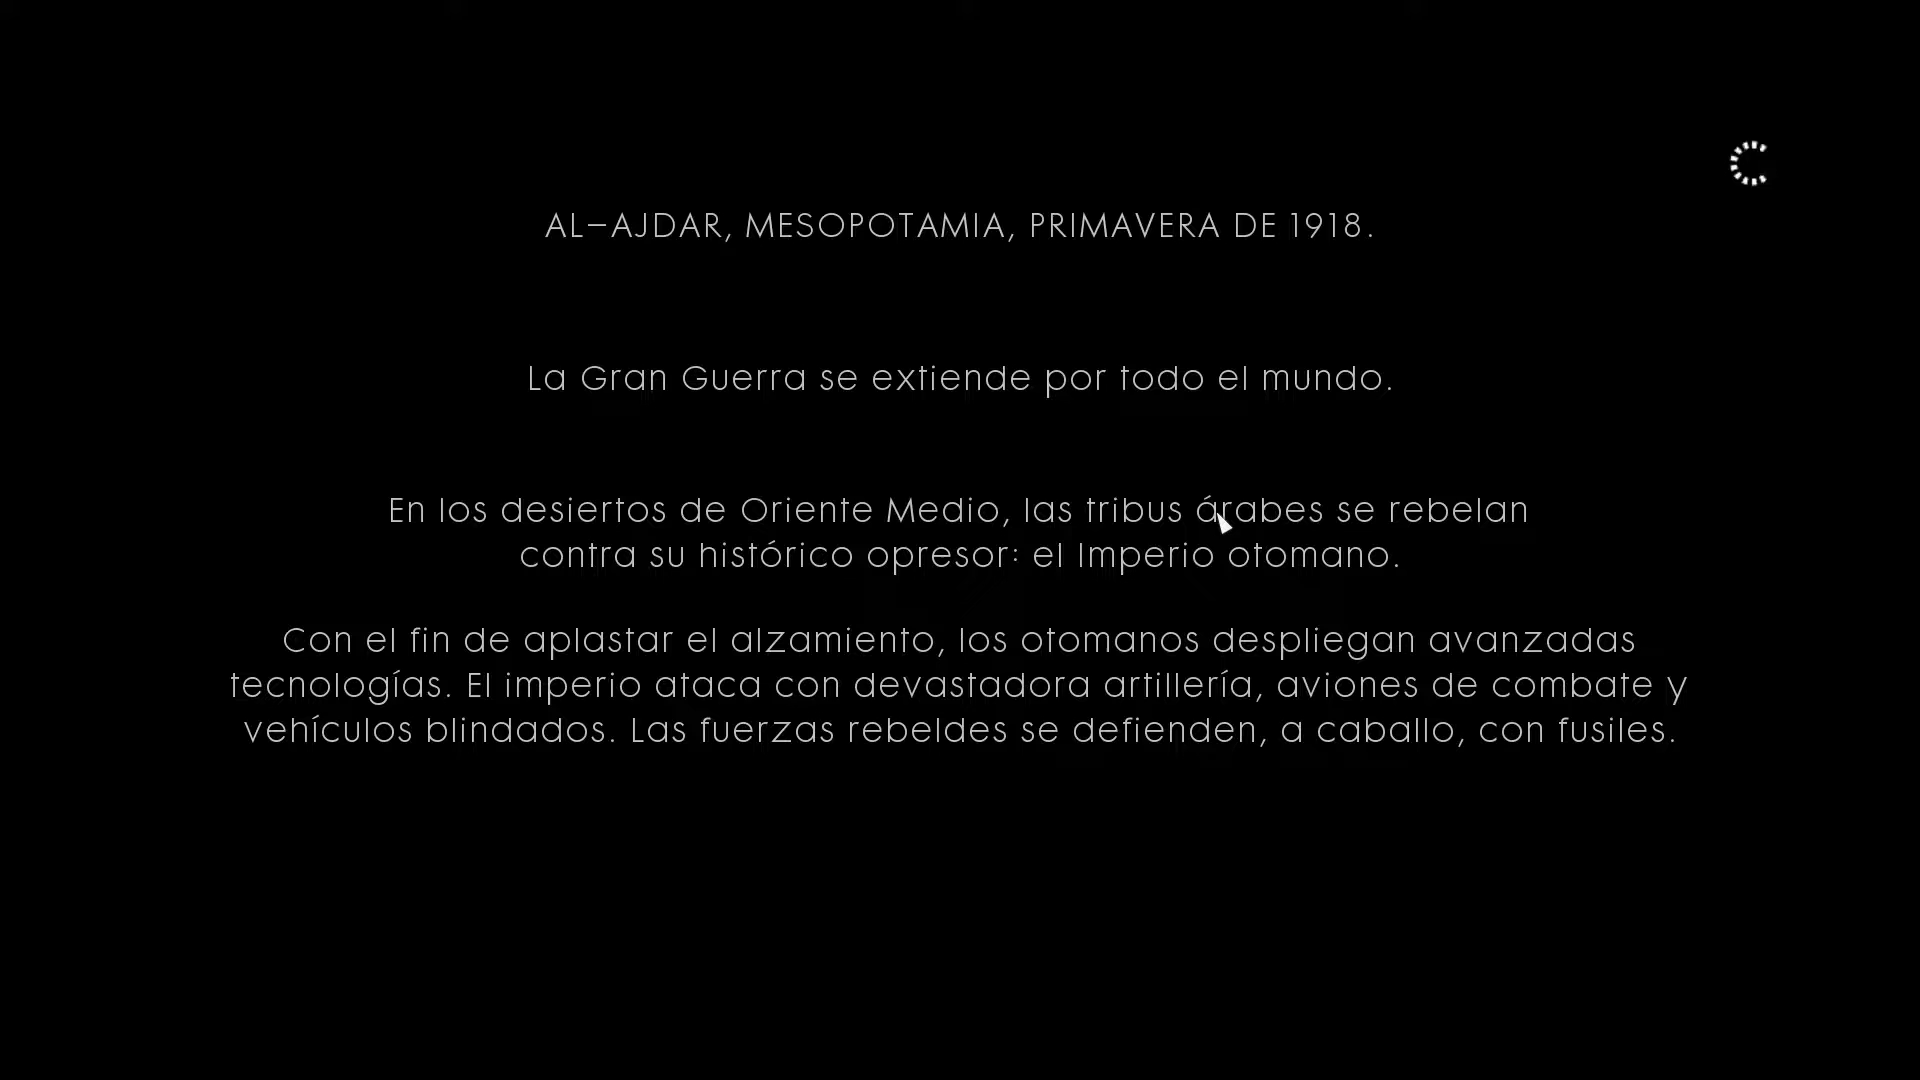 AL–AJDAR, MESOPOTAMIA, PRIMAVERA DE 1918.
La Gran Guerra se extiende por todo el mundo.
En los desiertos de Oriente Medio, las tribus árabes se rebelan
contra su histórico opresor: el Imperio otomano.
Con el fin de aplastar el alzamiento, los otomanos despliegan avanzadas
tecnologías. El imperio ataca con devastadora artillería, aviones de combate y
vehículos blindados. Las fuerzas rebeldes se defienden, a caballo, con fusiles.